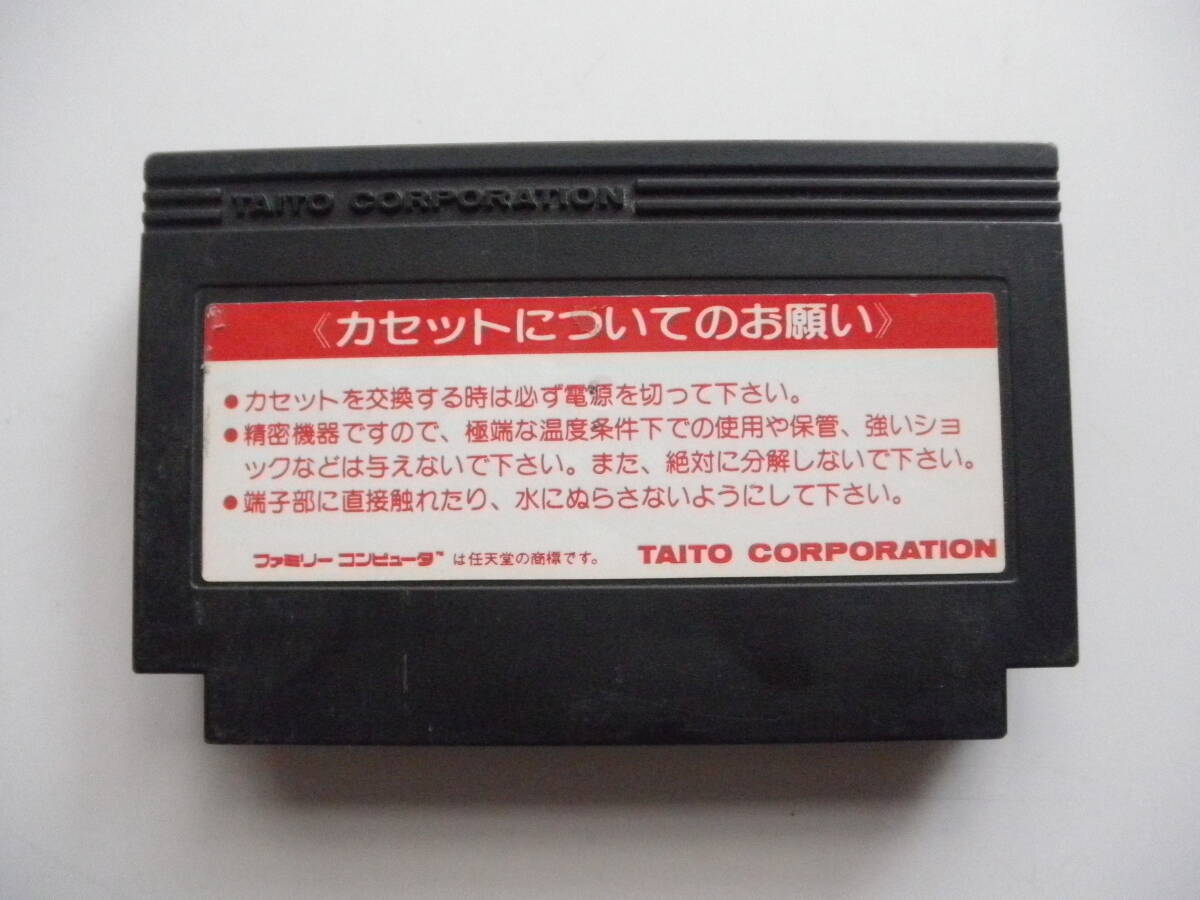 TAITO CORPORATION
《カセットについてのお願い》
● カセットを交換する時は必ず電源を切って下さい。
● 精密機器ですので、極端な温度条件下での使用や保管、強いショ
ックなどは与えないで下さい。また、絶対に分解しないで下さい。
● 端子部に直接触れたり、水にぬらさないようにして下さい。
ファミリーコンピュータ™ は任天堂の商標です。 TAITO CORPORATION